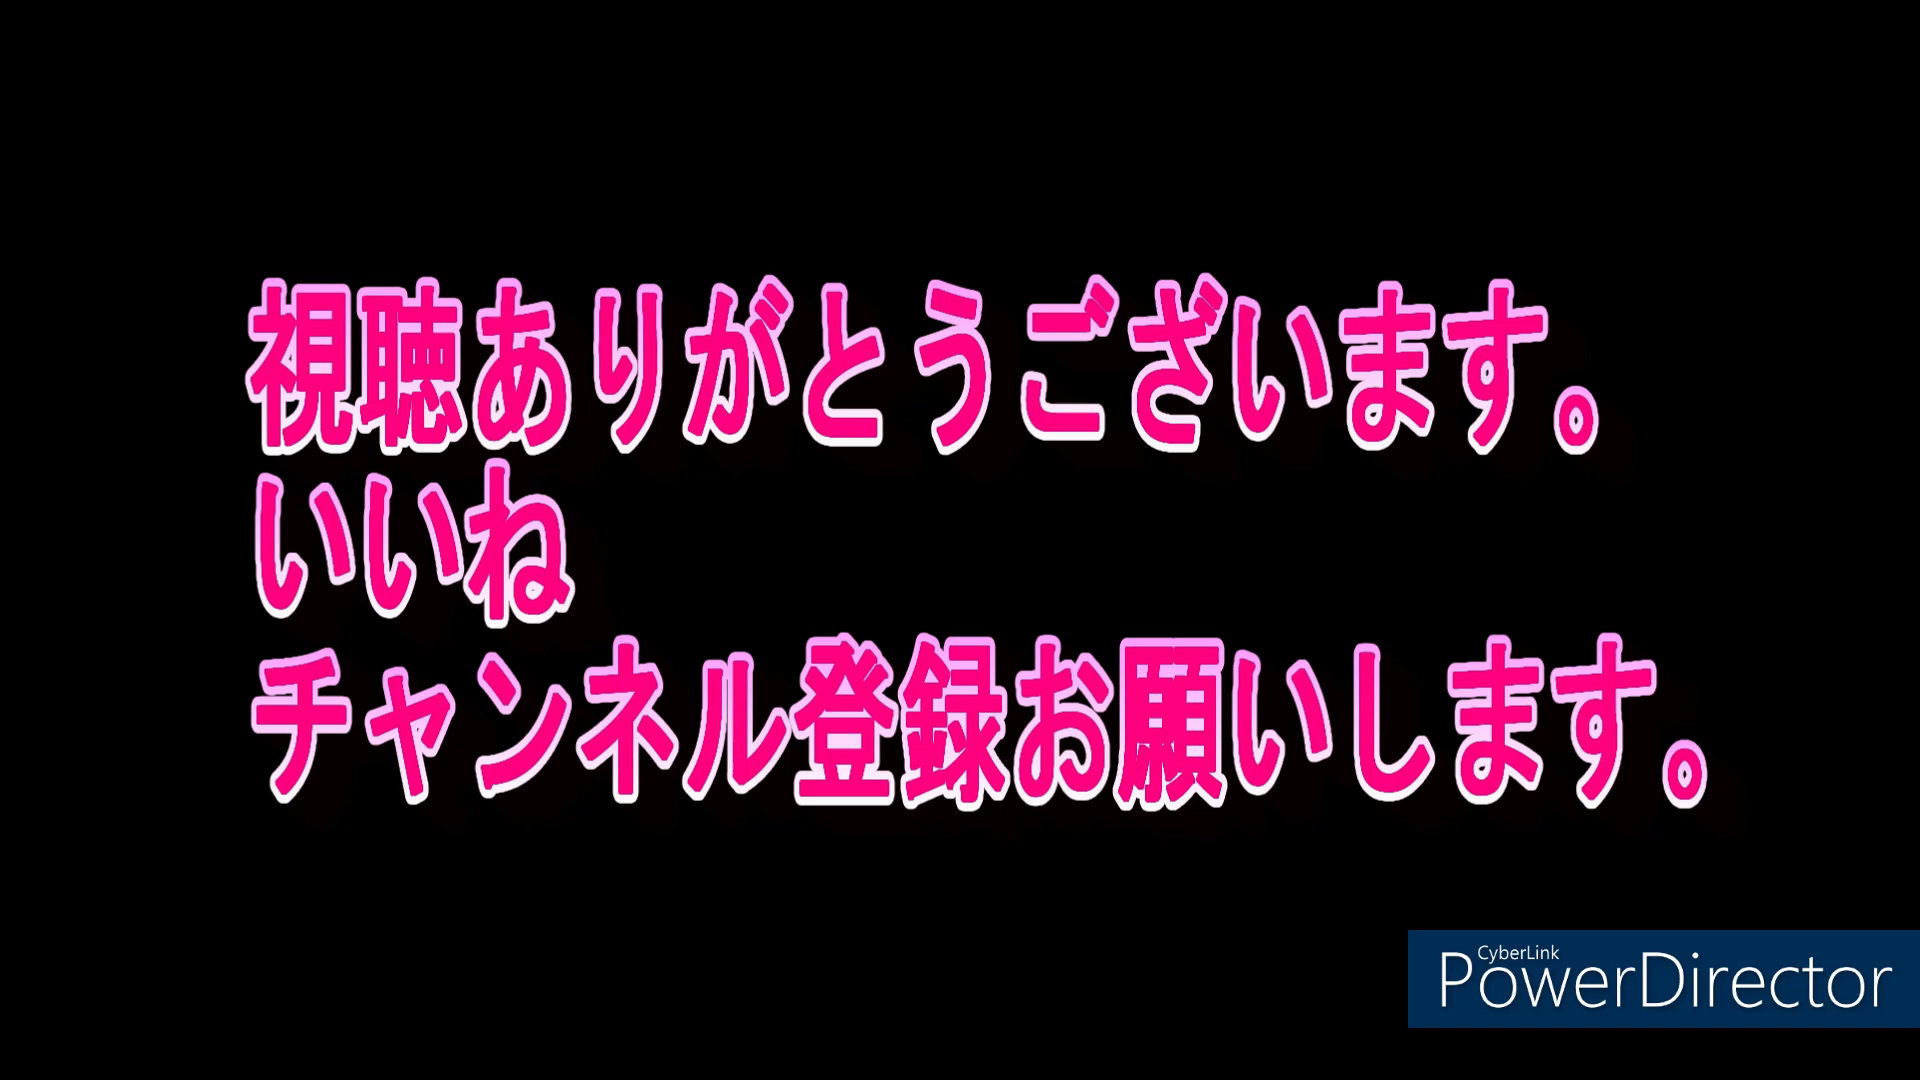 視聴ありがとうございます。
いいね
チャンネル登録お願いします。
CyberLink
PowerDirector